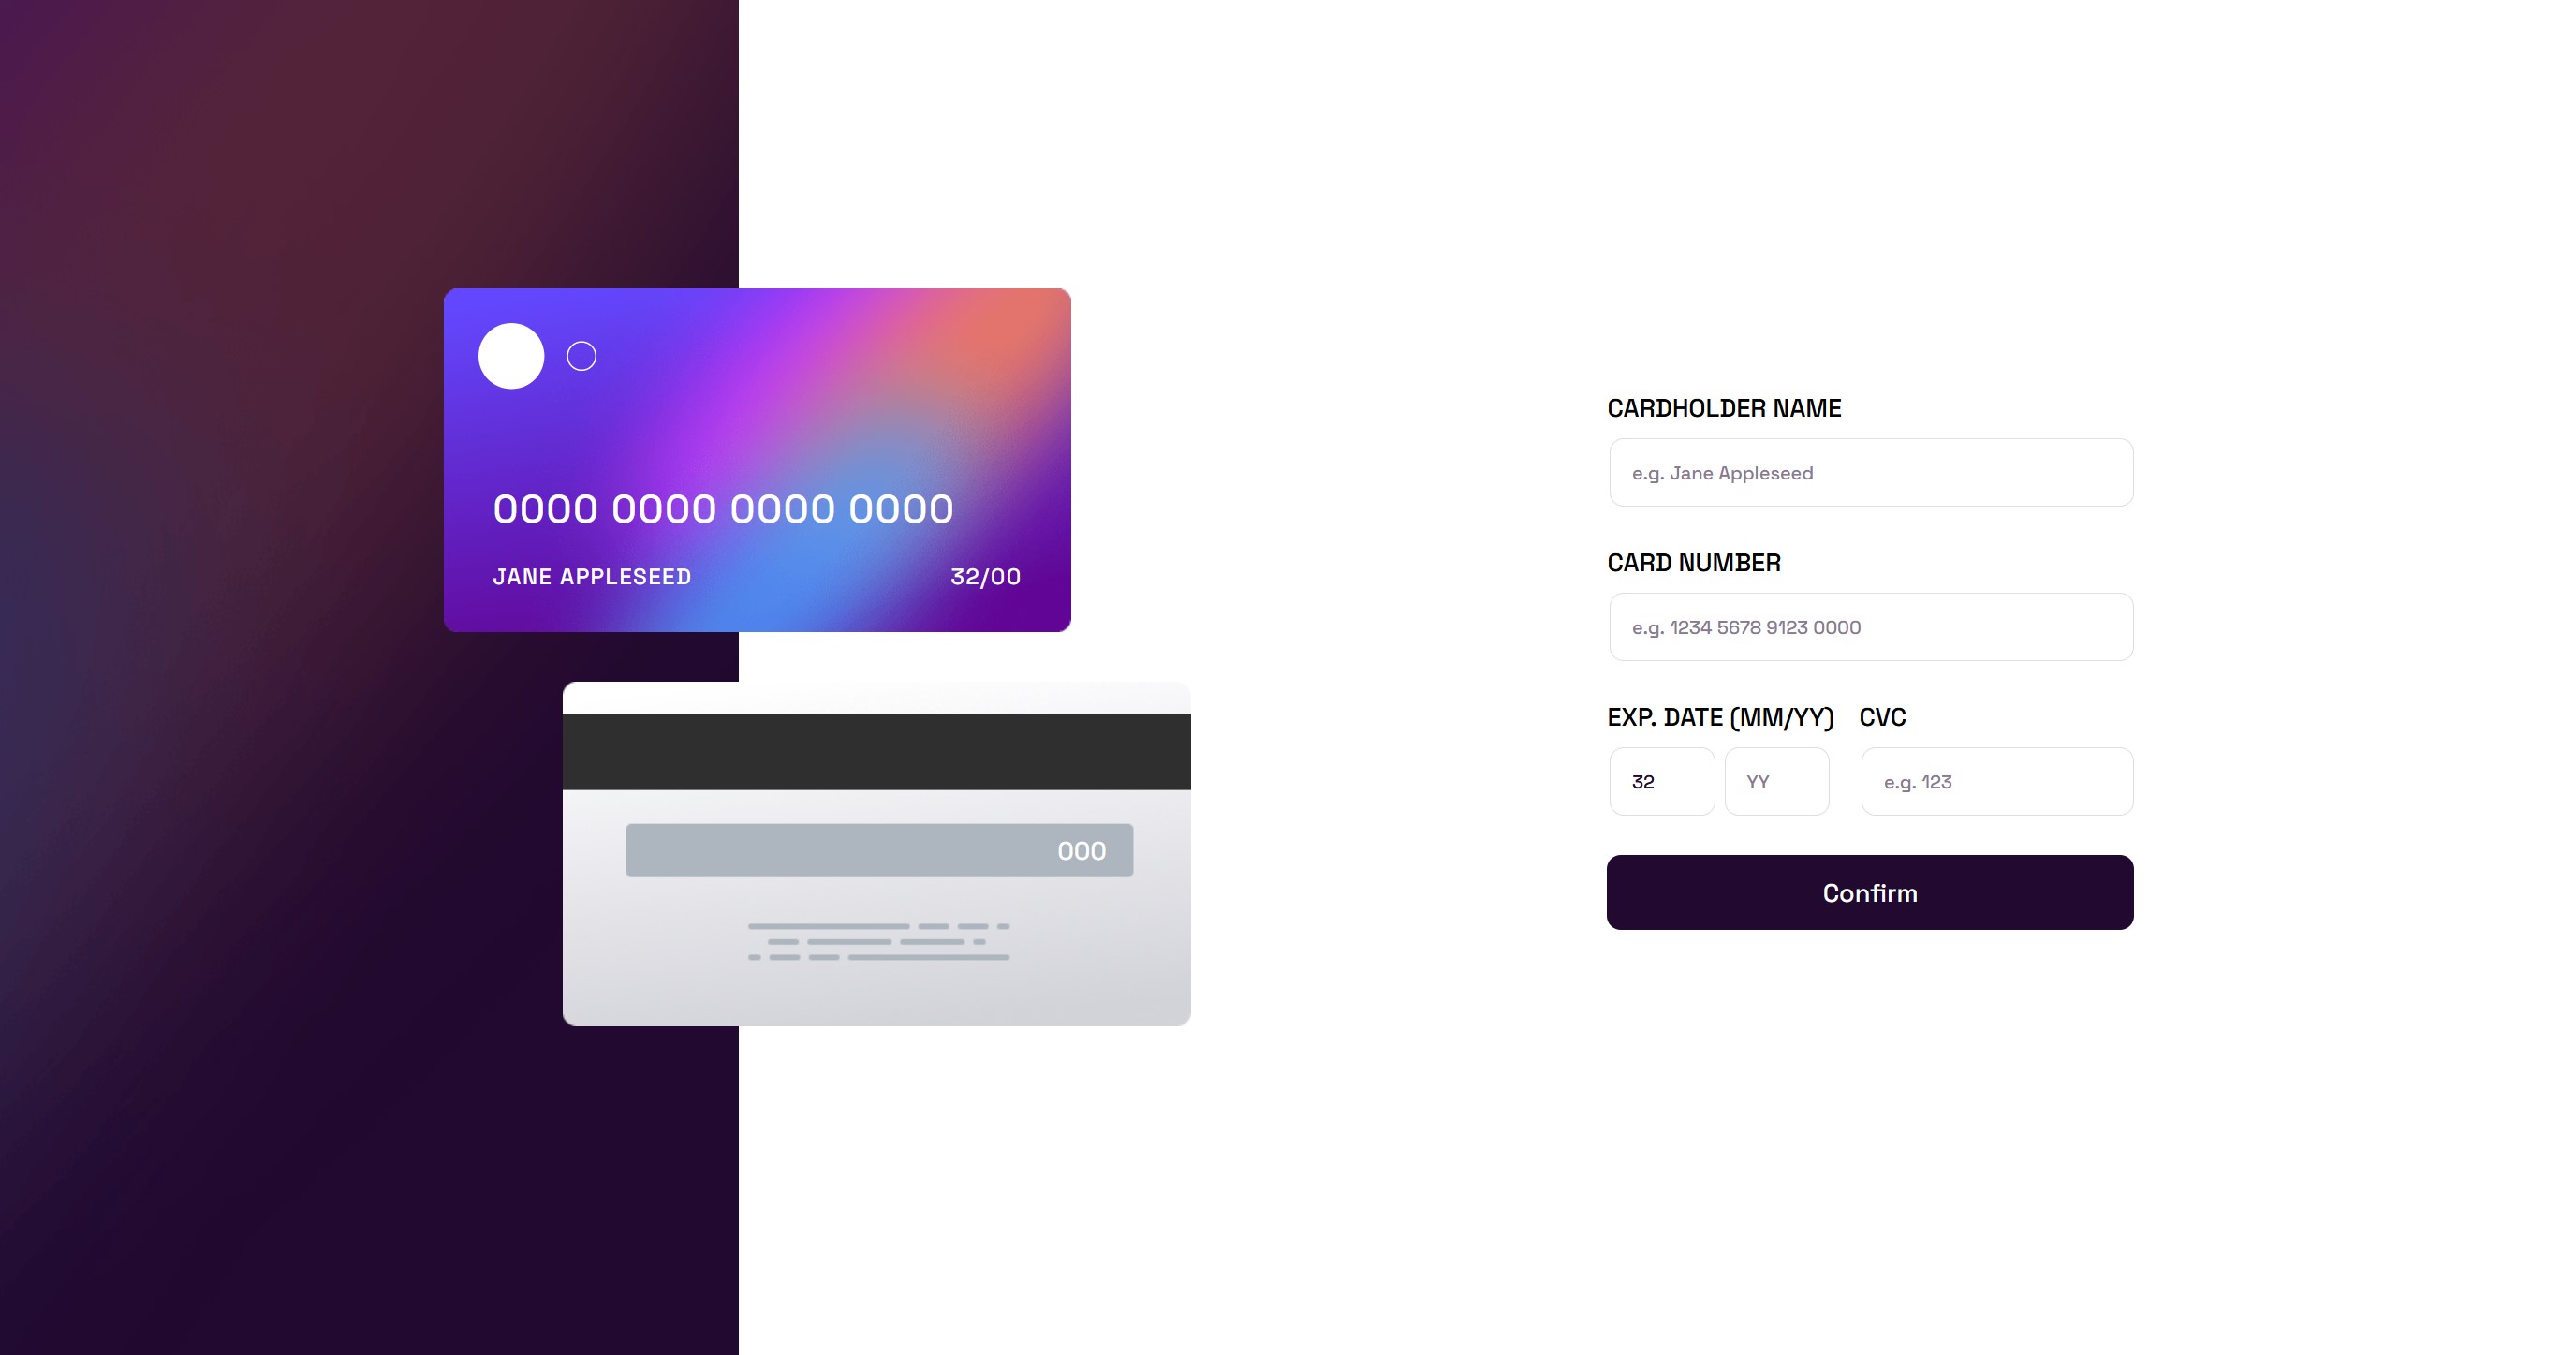 0000 0000 0000 0000
JANE APPLESEED 32/00
000
CARDHOLDER NAME
e.g. Jane Appleseed
CARD NUMBER
e.g. 1234 5678 9123 0000
EXP. DATE (MM/YY) CVC
32 YY e.g. 123
Confirm